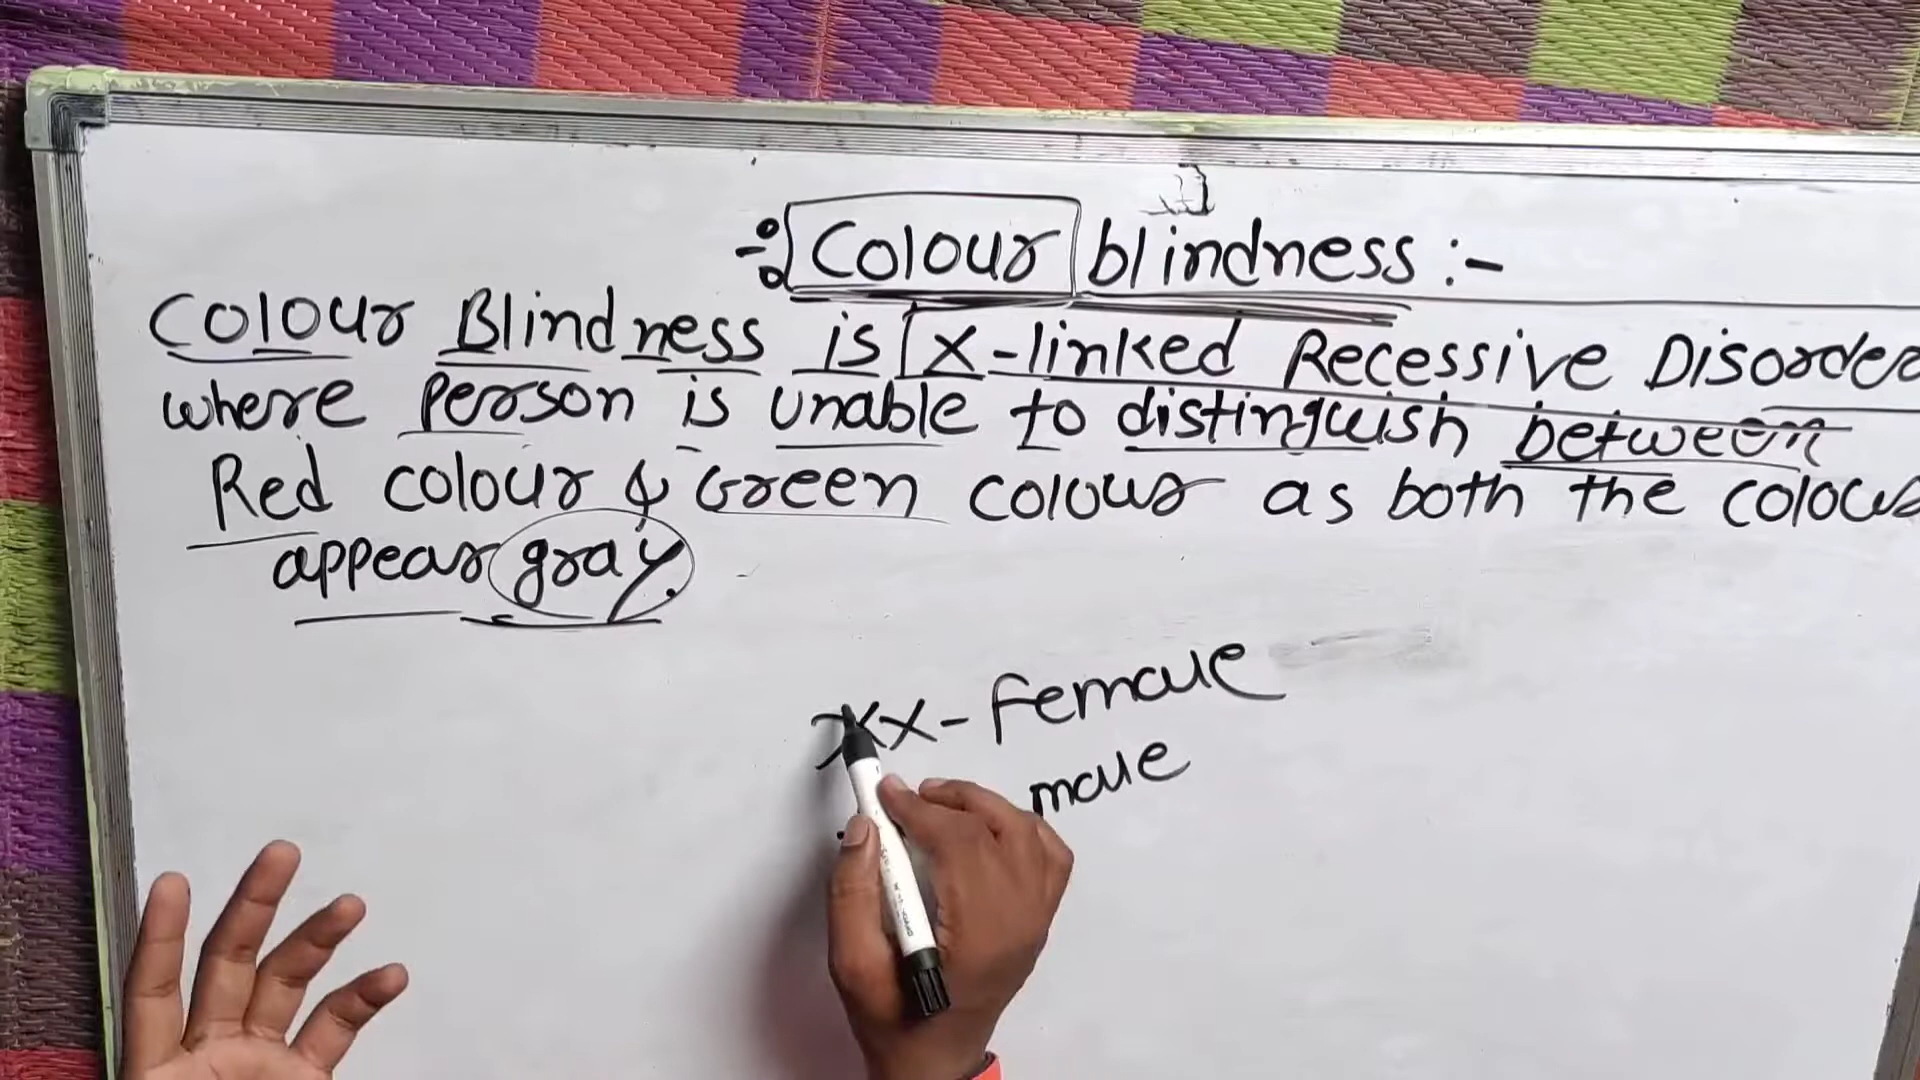 :- Colour blindness :-
Colour Blindness is X-linked Recessive Disorder
where Person is unable to distinguish between
Red colour & Green colour as both the colour
appear gray.
XX - Female
male